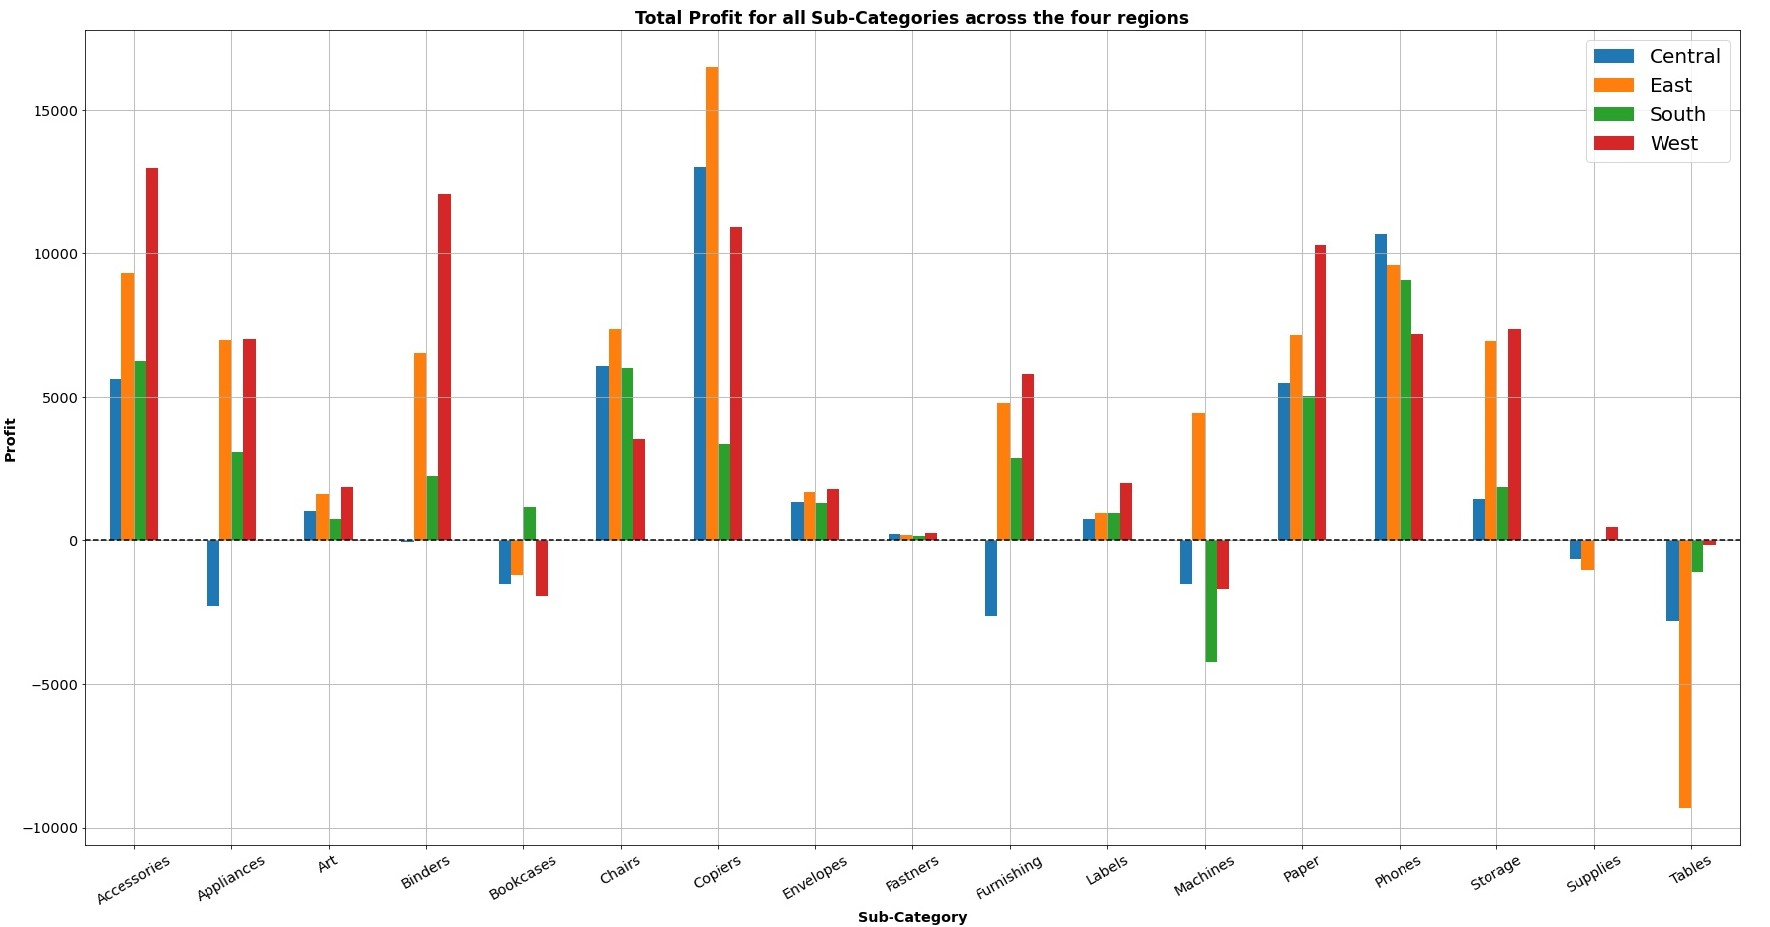 Total Profit for all Sub-Categories across the four regions
Central
East
South
West
15000
10000
5000
0
−5000
−10000
Profit
Accessories
Appliances
Art
Binders
Bookcases
Chairs
Copiers
Envelopes
Fastners
Furnishing
Labels
Machines
Paper
Phones
Storage
Supplies
Tables
Sub-Category